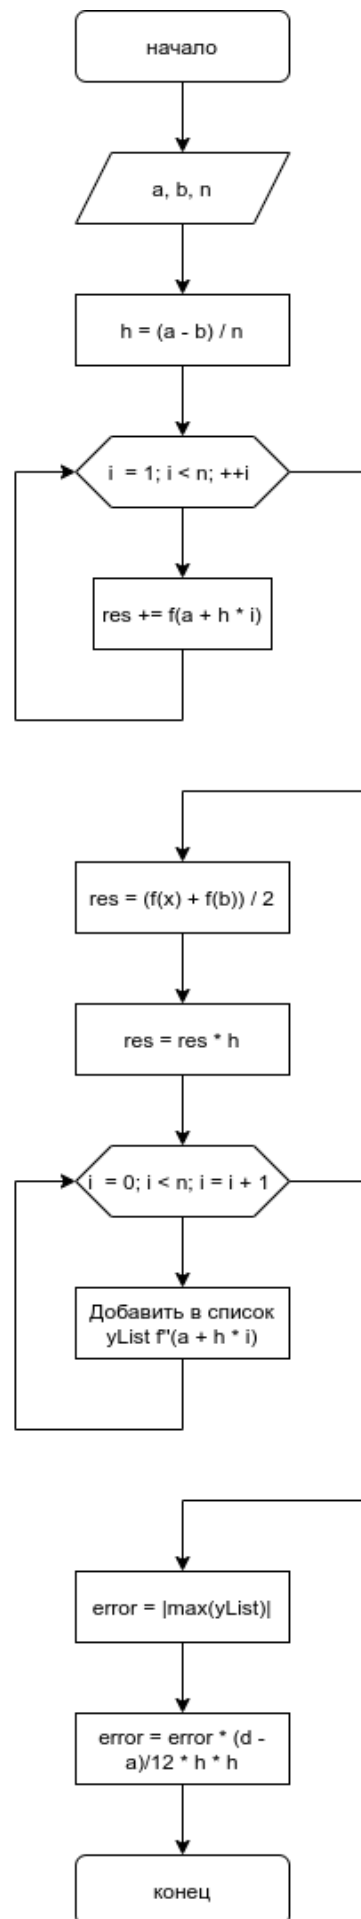 начало
a, b, n
h = (a - b) / n
i = 1; i < n; ++i
res += f(a + h * i)
res = (f(x) + f(b)) / 2
res = res * h
i = 0; i < n; i = i + 1
Добавить в список
yList f''(a + h * i)
error = |max(yList)|
error = error * (d -
a)/12 * h * h
конец